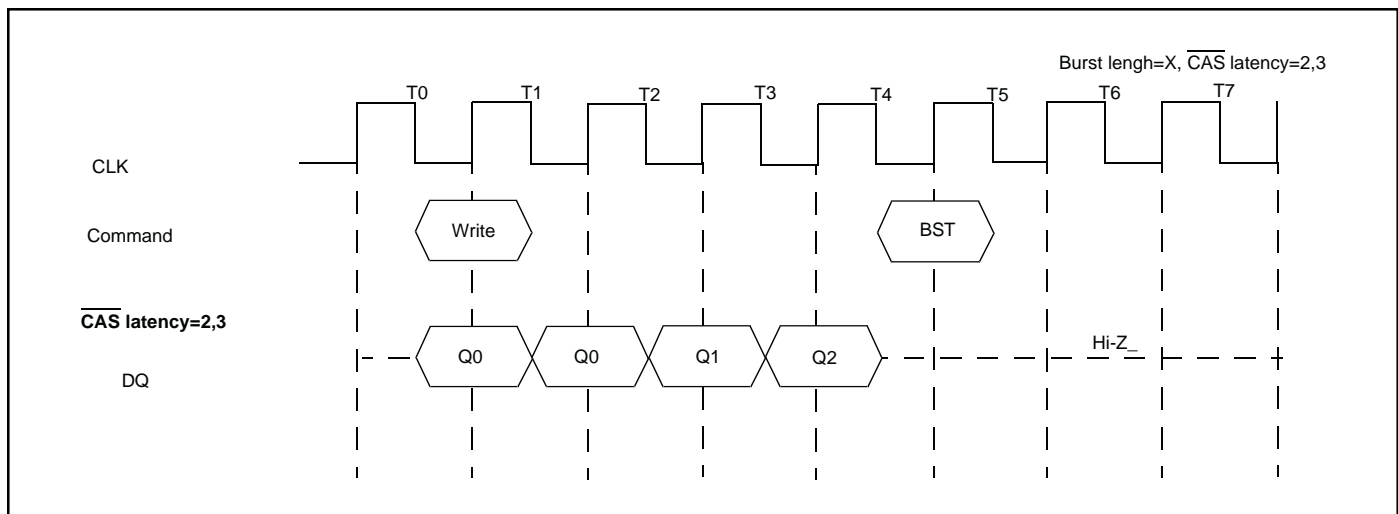 Burst lengh=X, CAS latency=2,3
T0 T1 T2 T3 T4 T5 T6 T7
CLK
Command Write BST
CAS latency=2,3
DQ Q0 Q0 Q1 Q2 Hi-Z_